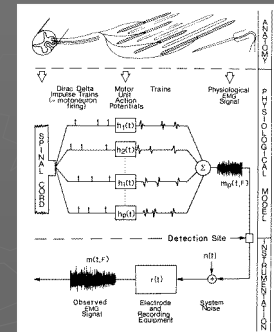 ANATOMY
Dirac Delta
Impulse Trains
(~ motoneuron
firing)
Motor
Unit
Action
Potentials
Trains
Physiological
EMG
Signal
PHYSIOLOGICAL MODEL
SPINAL CORD
h₁(t)
h₂(t)
hᵢ(t)
hₚ(t)
Σ
mₚ(t,F)
Detection Site
INSTRUMENTATION
m(t,F)
r(t)
n(t)
+
Observed
EMG
Signal
Electrode
and
Recording
Equipment
System
Noise